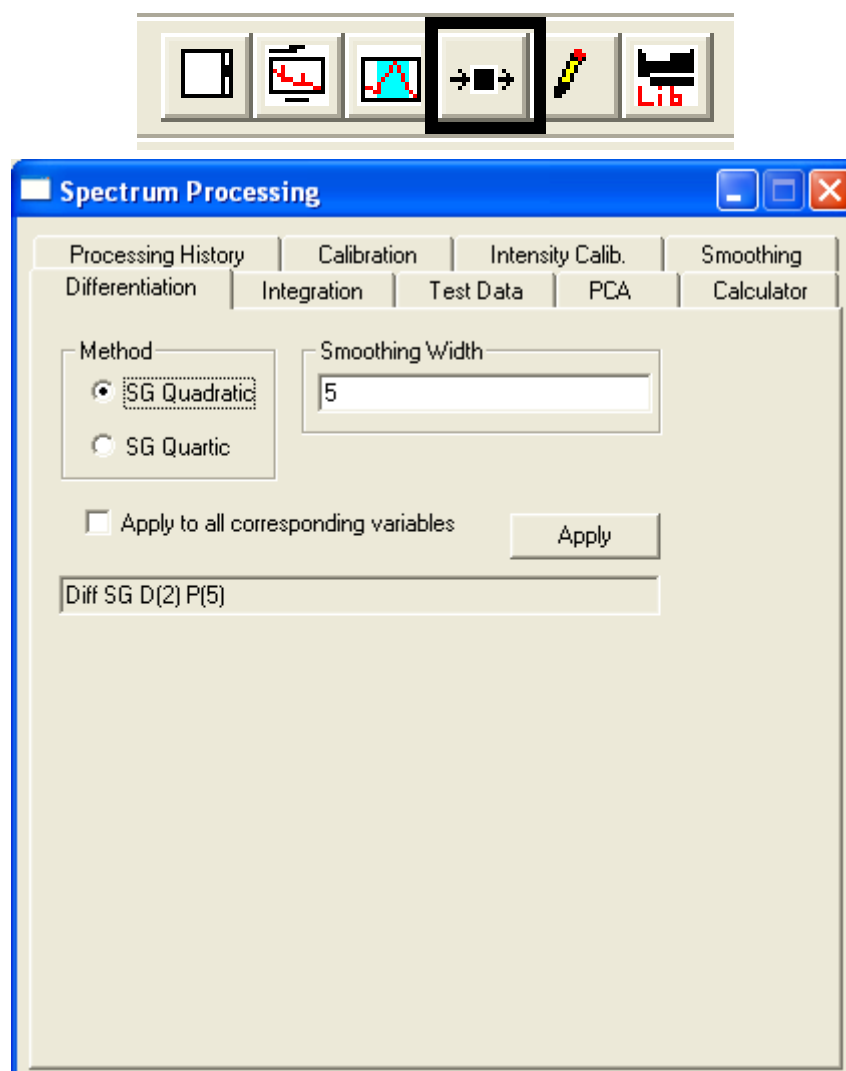 Lib
Spectrum Processing
Processing History Calibration Intensity Calib. Smoothing
Differentiation Integration Test Data PCA Calculator
Method Smoothing Width
SG Quadratic 5
SG Quartic
Apply to all corresponding variables Apply
Diff SG D(2) P(5)